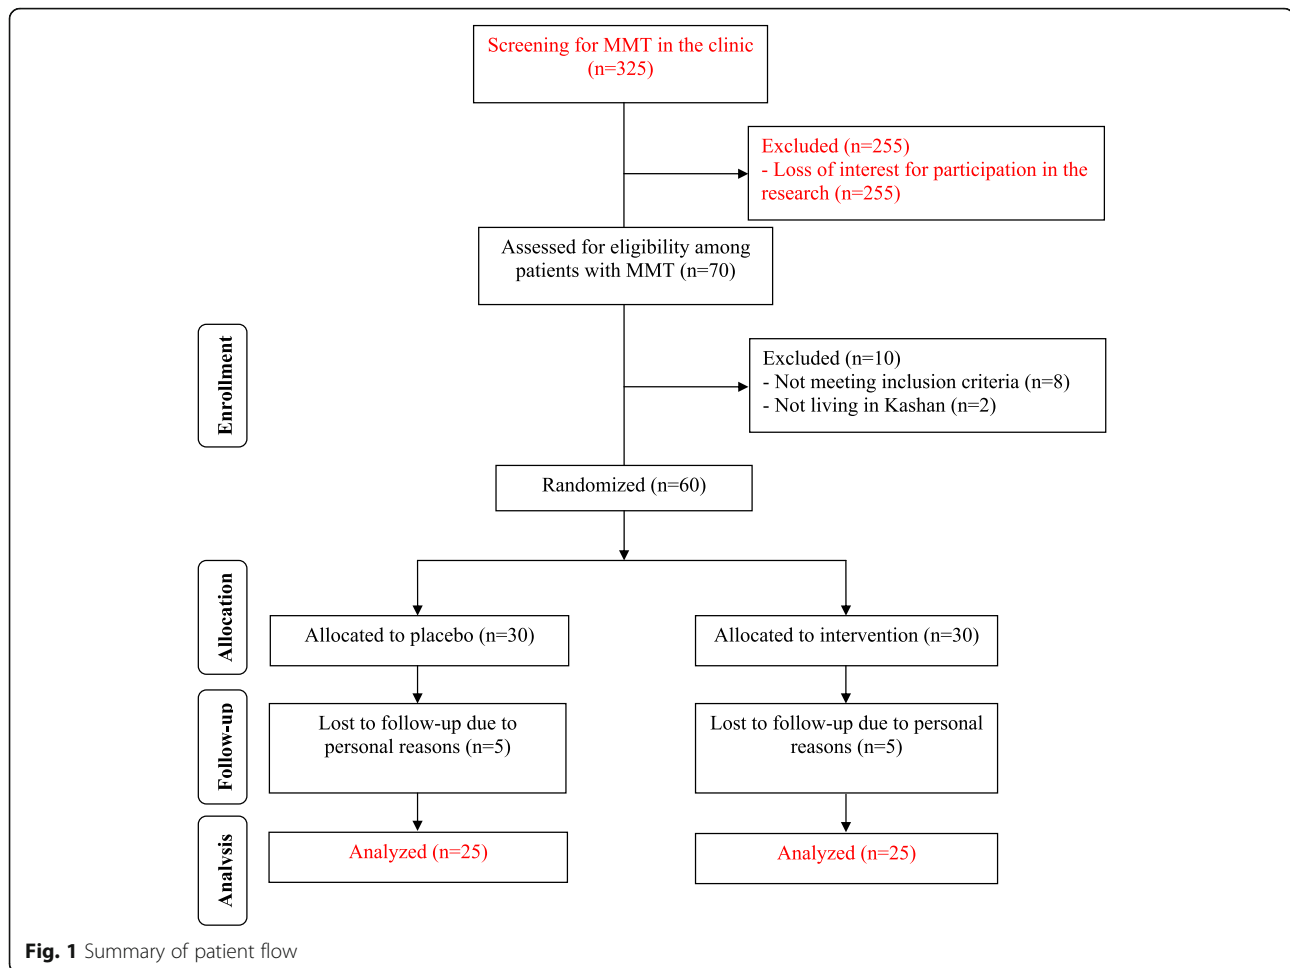 Screening for MMT in the clinic
(n=325)
Excluded (n=255)
- Loss of interest for participation in the
research (n=255)
Assessed for eligibility among
patients with MMT (n=70)
Enrollment
Excluded (n=10)
- Not meeting inclusion criteria (n=8)
- Not living in Kashan (n=2)
Randomized (n=60)
Allocation
Allocated to placebo (n=30)
Allocated to intervention (n=30)
Follow-up
Lost to follow-up due to
personal reasons (n=5)
Lost to follow-up due to personal
reasons (n=5)
Analysis
Analyzed (n=25)
Analyzed (n=25)
Fig. 1 Summary of patient flow